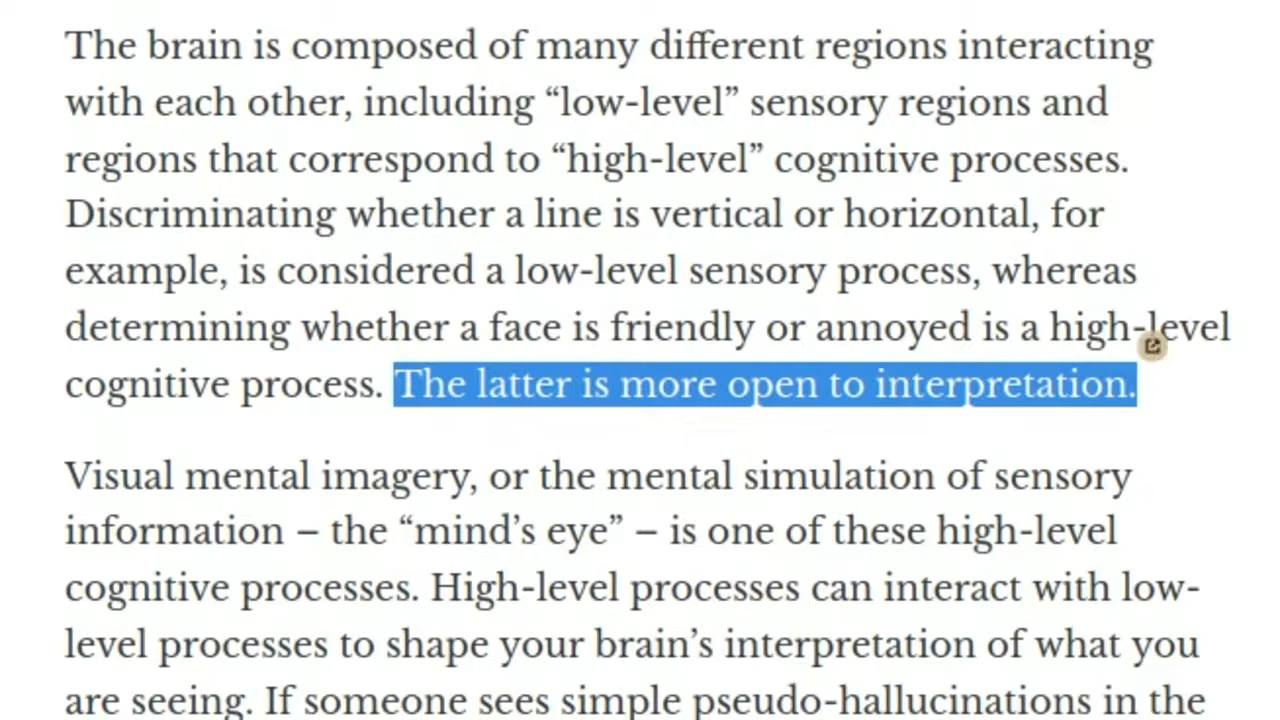 The brain is composed of many different regions interacting
with each other, including “low-level” sensory regions and
regions that correspond to “high-level” cognitive processes.
Discriminating whether a line is vertical or horizontal, for
example, is considered a low-level sensory process, whereas
determining whether a face is friendly or annoyed is a high-level
cognitive process. The latter is more open to interpretation.
Visual mental imagery, or the mental simulation of sensory
information – the “mind’s eye” – is one of these high-level
cognitive processes. High-level processes can interact with low-
level processes to shape your brain’s interpretation of what you
are seeing. If someone sees simple pseudo-hallucinations in the